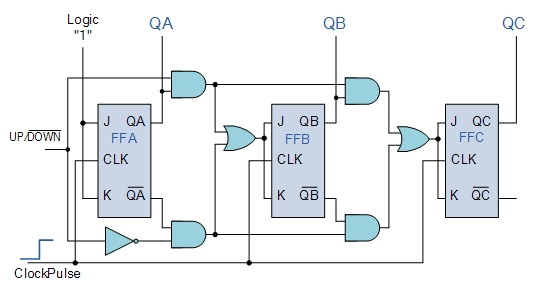 Logic
"1"
QA
QB
QC
UP/DOWN
J QA
FFA
CLK
K QA
J QB
FFB
CLK
K QB
J QC
FFC
CLK
K QC
ClockPulse